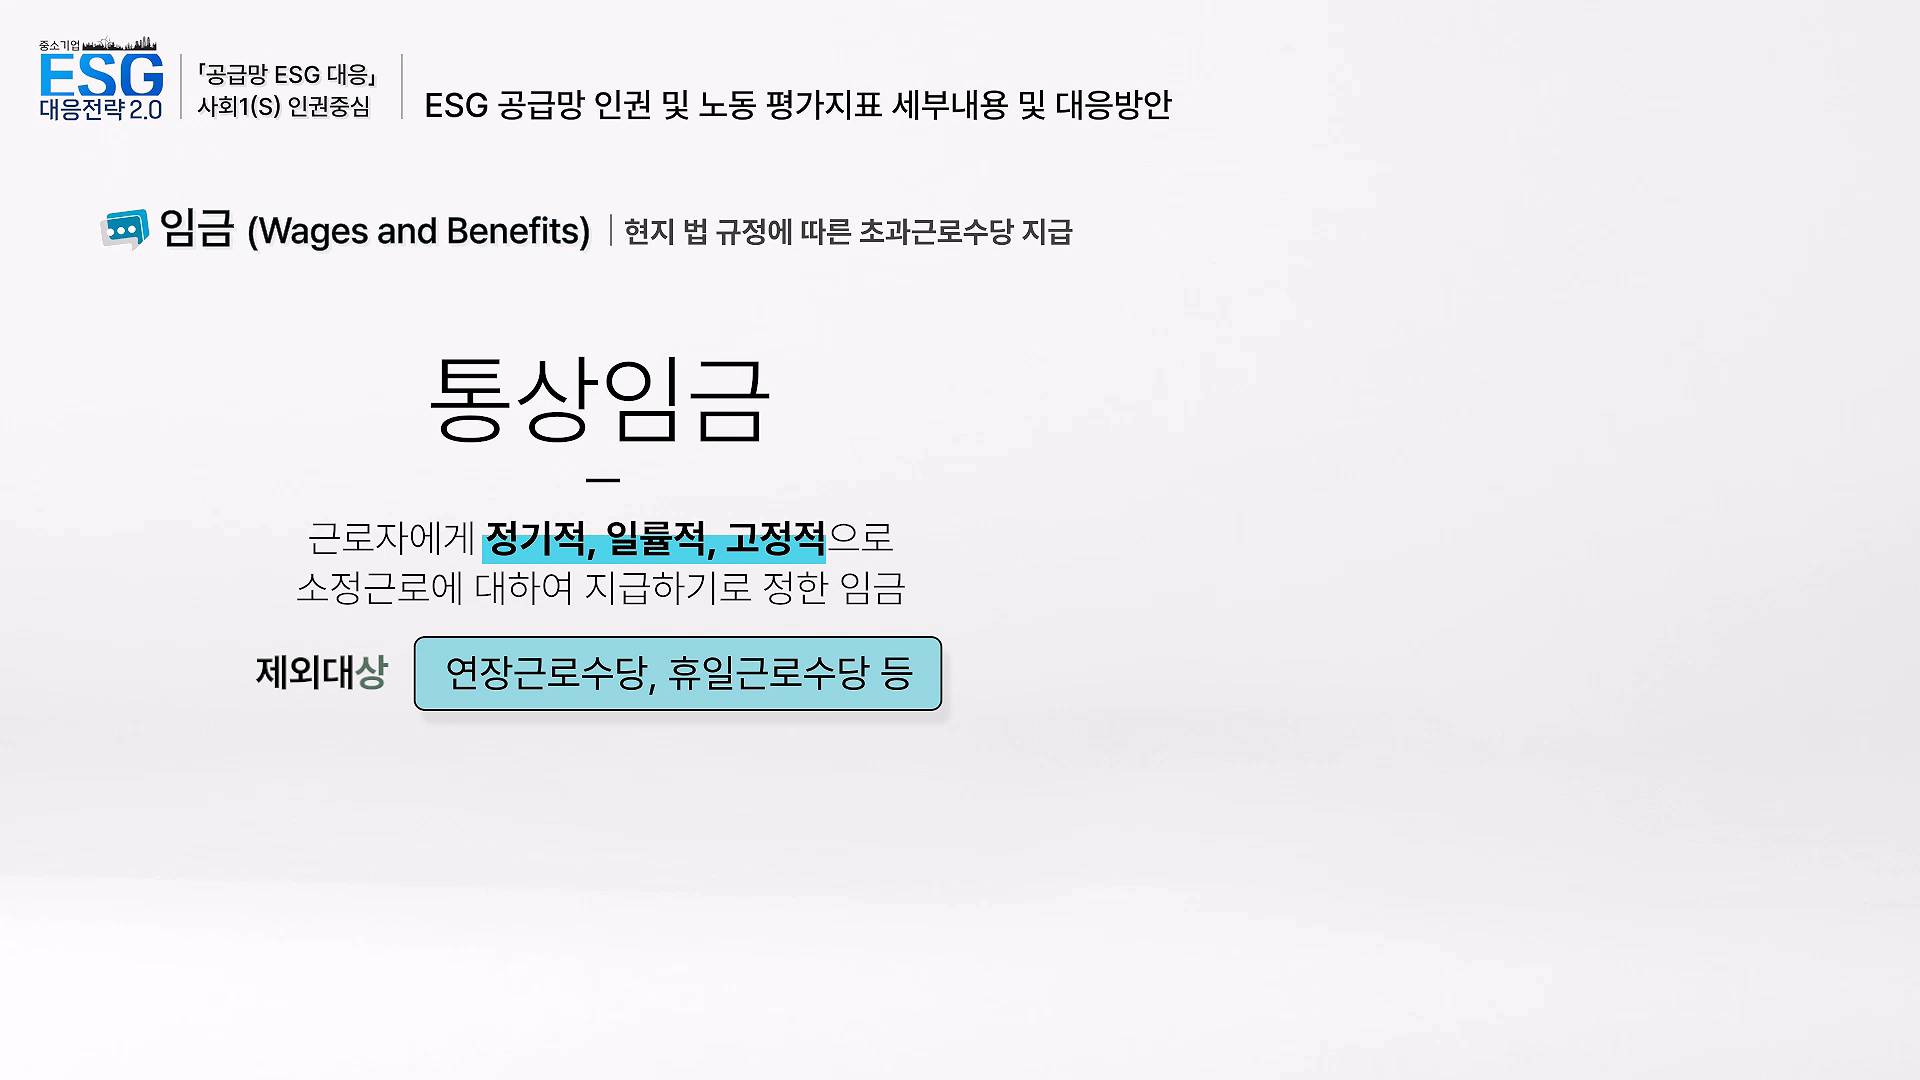 중소기업
ESG
대응전략 2.0
「공급망 ESG 대응」
사회1(S) 인권중심
ESG 공급망 인권 및 노동 평가지표 세부내용 및 대응방안
임금 (Wages and Benefits) 현지 법 규정에 따른 초과근로수당 지급
통상임금
근로자에게 정기적, 일률적, 고정적으로
소정근로에 대하여 지급하기로 정한 임금
제외대상 연장근로수당, 휴일근로수당 등